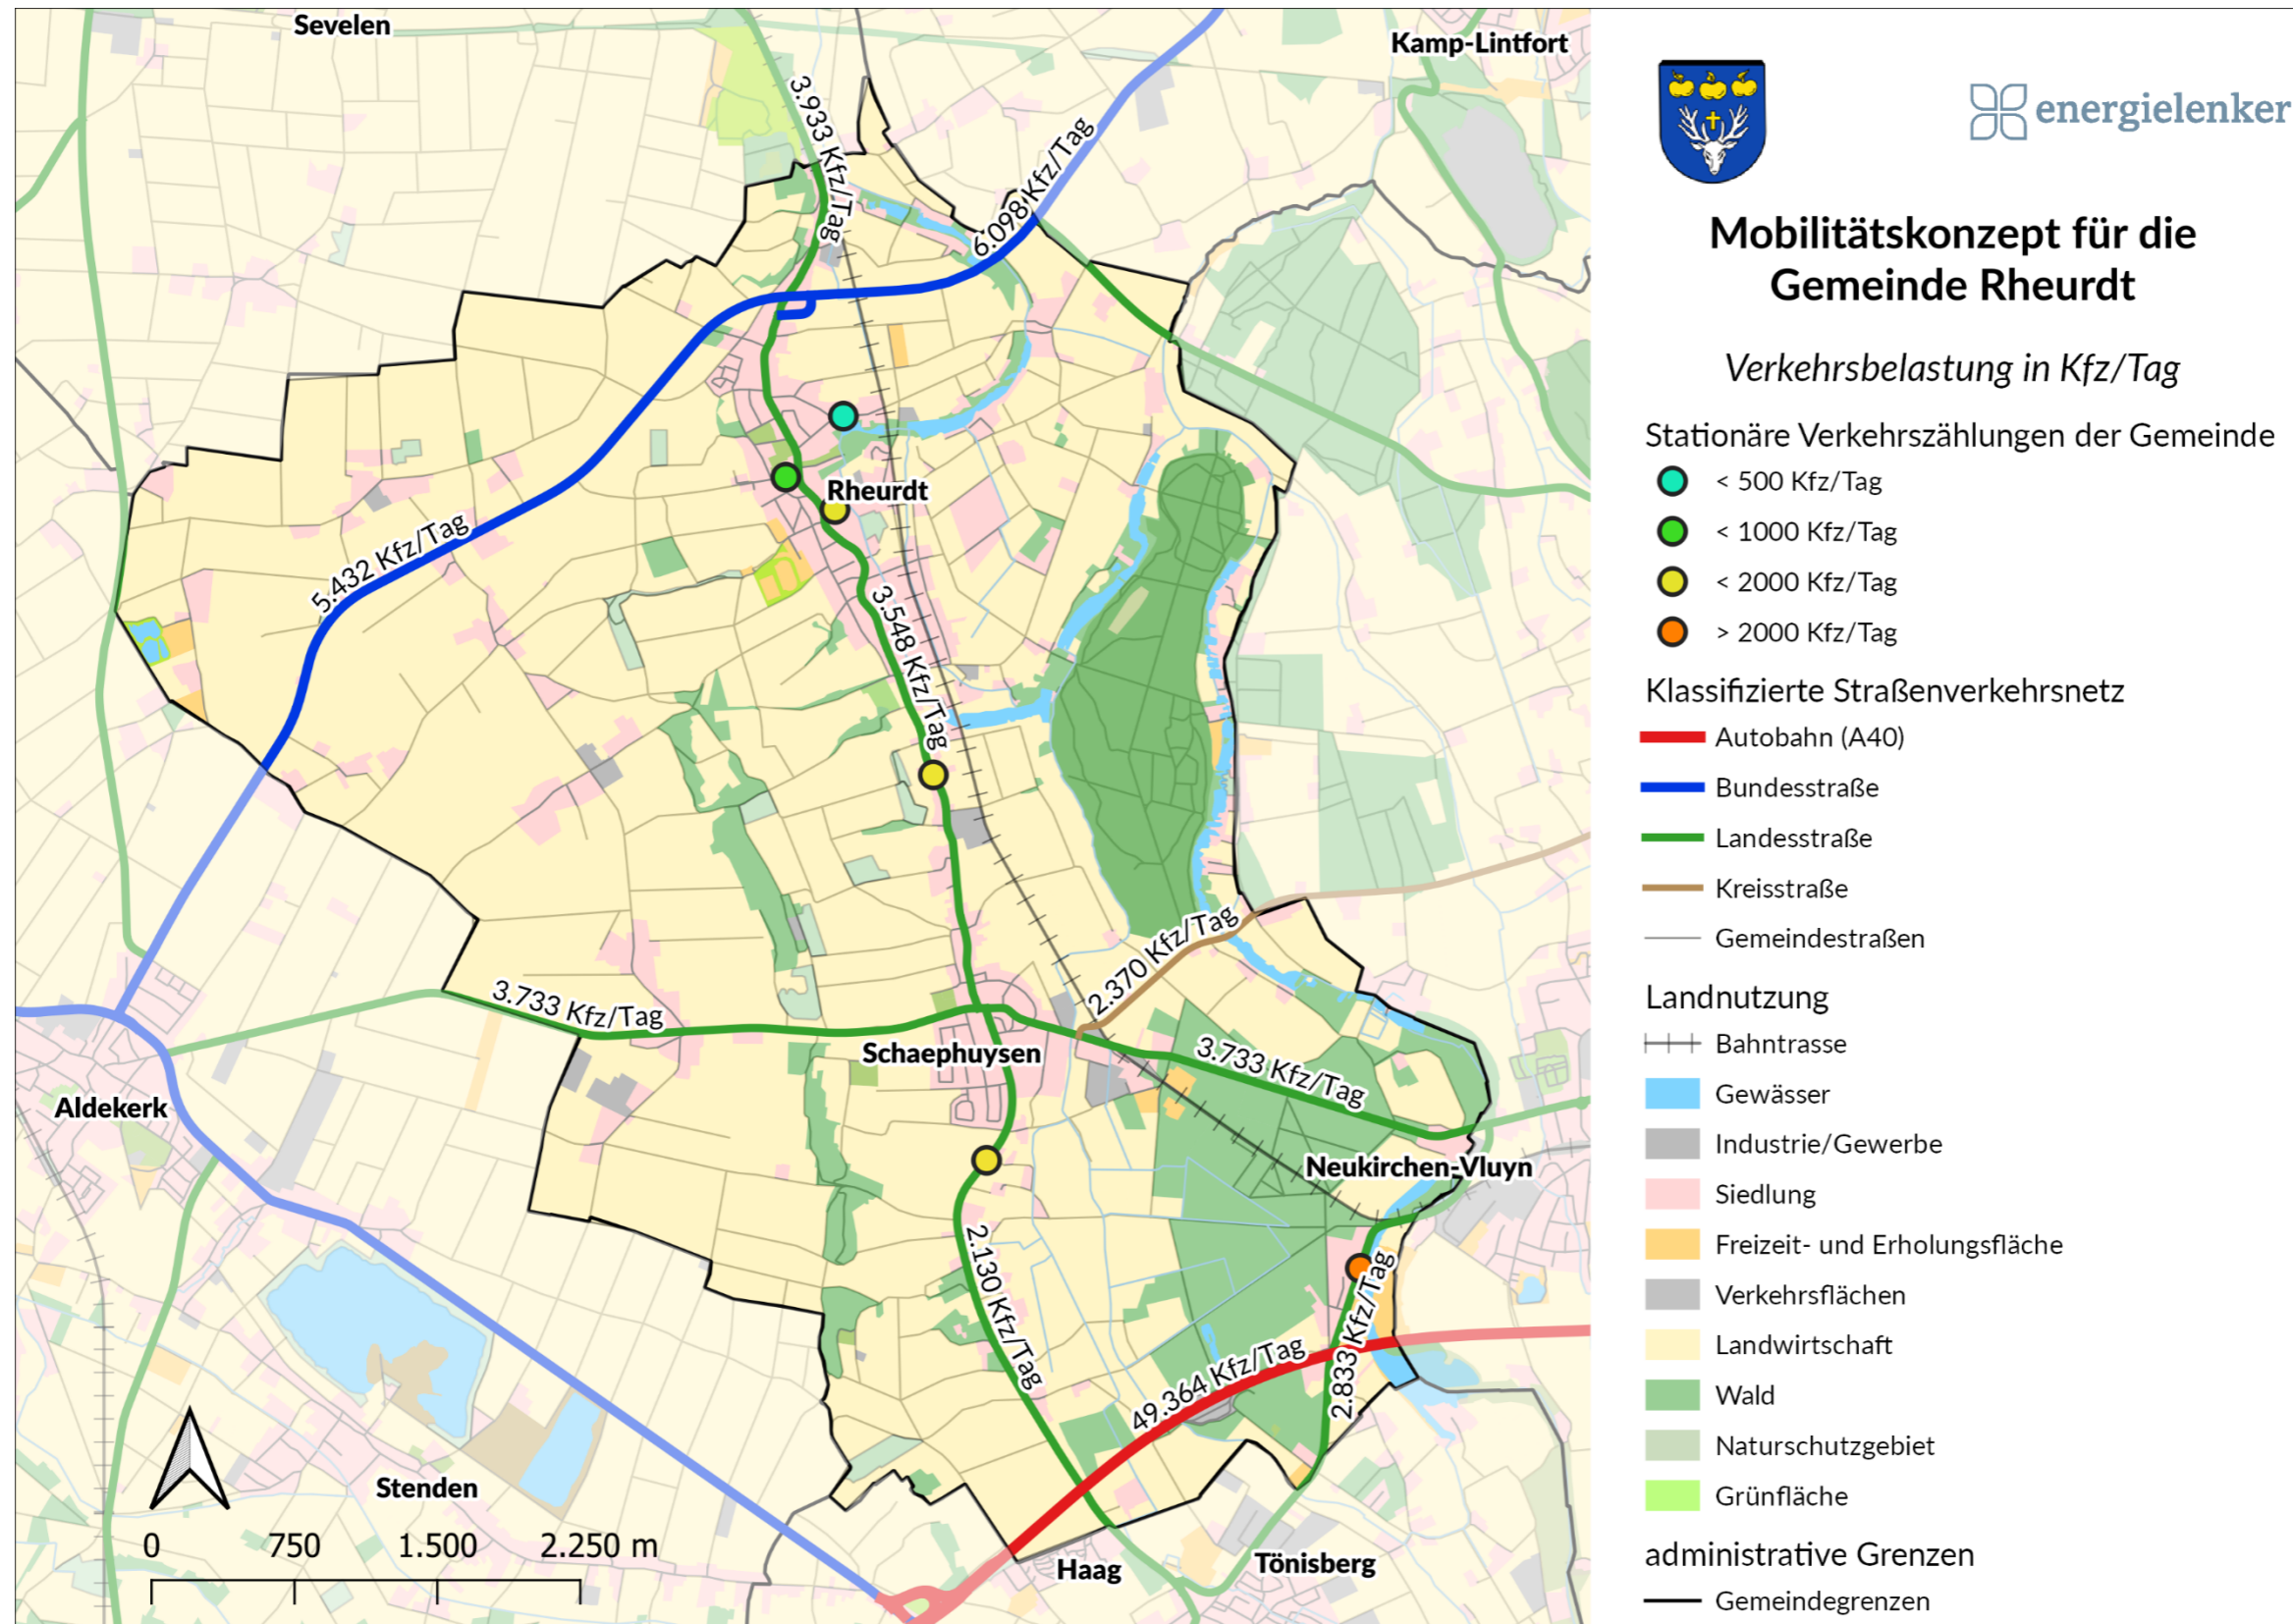 Sevelen
Kamp-Lintfort
3.933 Kfz/Tag
6.098 Kfz/Tag
Rheurdt
5.432 Kfz/Tag
3.548 Kfz/Tag
2.370 Kfz/Tag
3.733 Kfz/Tag
Schaephuysen
3.733 Kfz/Tag
Aldekerk
Neukirchen-Vluyn
2.130 Kfz/Tag
2.833 Kfz/Tag
49.364 Kfz/Tag
Stenden
0 750 1.500 2.250 m
Haag
Tönisberg
energielenker
Mobilitätskonzept für die
Gemeinde Rheurdt
Verkehrsbelastung in Kfz/Tag
Stationäre Verkehrszählungen der Gemeinde
< 500 Kfz/Tag
< 1000 Kfz/Tag
< 2000 Kfz/Tag
> 2000 Kfz/Tag
Klassifizierte Straßenverkehrsnetz
Autobahn (A40)
Bundesstraße
Landesstraße
Kreisstraße
Gemeindestraßen
Landnutzung
Bahntrasse
Gewässer
Industrie/Gewerbe
Siedlung
Freizeit- und Erholungsfläche
Verkehrsflächen
Landwirtschaft
Wald
Naturschutzgebiet
Grünfläche
administrative Grenzen
Gemeindegrenzen